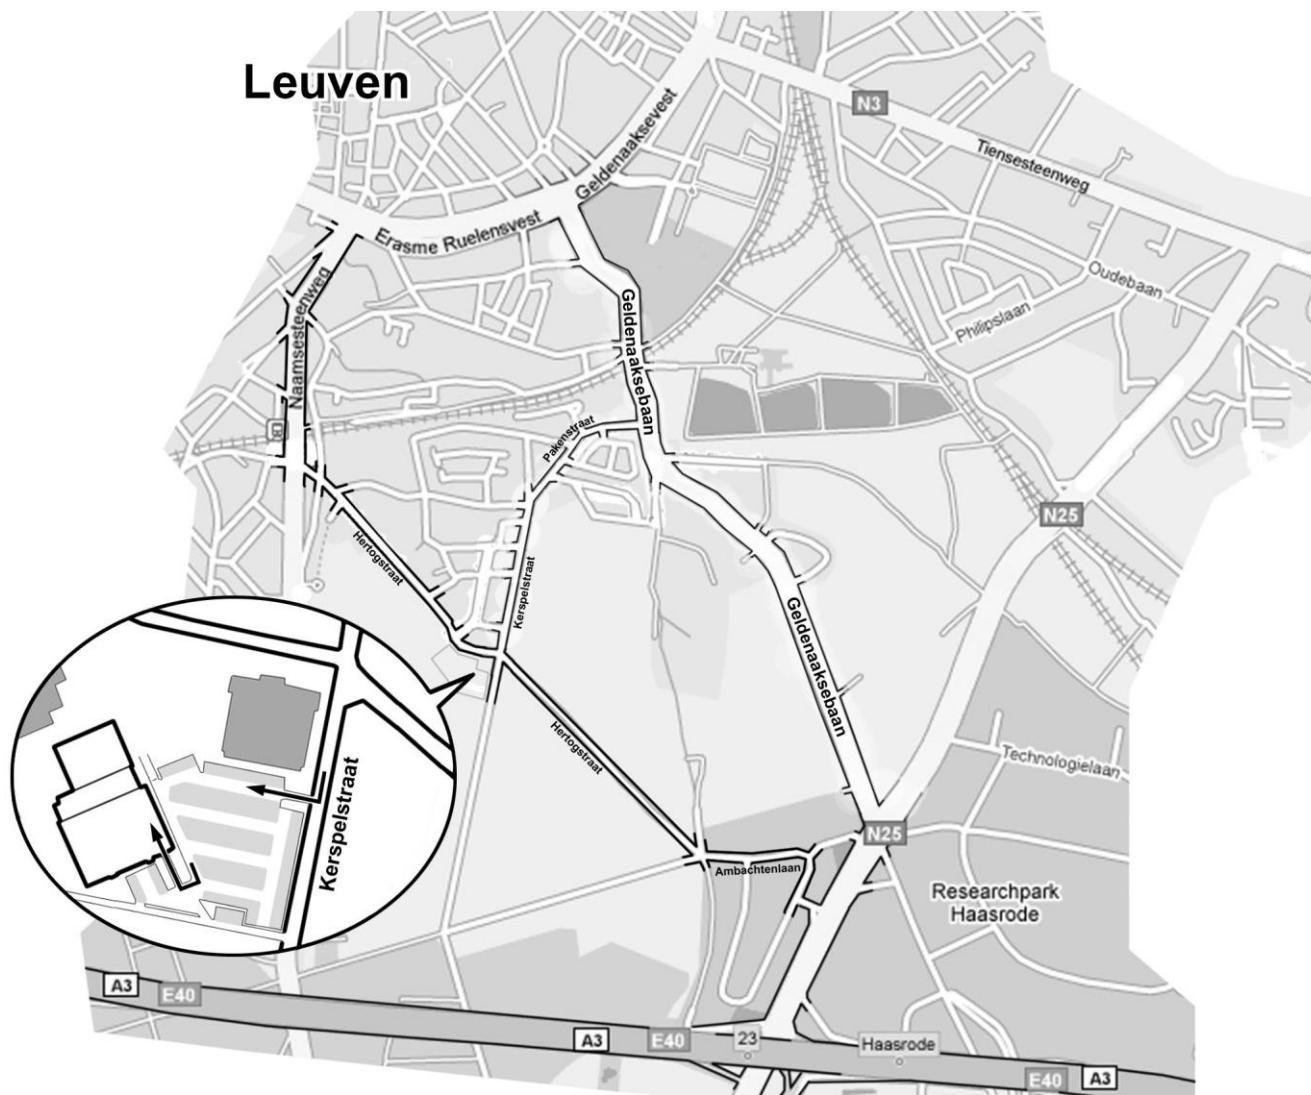 Leuven
N3
Geldenaaksevest
Tiensesteenweg
Erasme Ruelensvest
Oudebaan
Naamsesteenweg
Geldenaaksebaan
Philipslaan
Pakenstraat
N25
Hertogstraat
Kerspelstraat
Geldenaaksebaan
Hertogstraat
Technologielaan
Kerspelstraat
N25
Ambachtenlaan
Researchpark
Haasrode
A3
E40
A3
E40
23
Haasrode
E40
A3